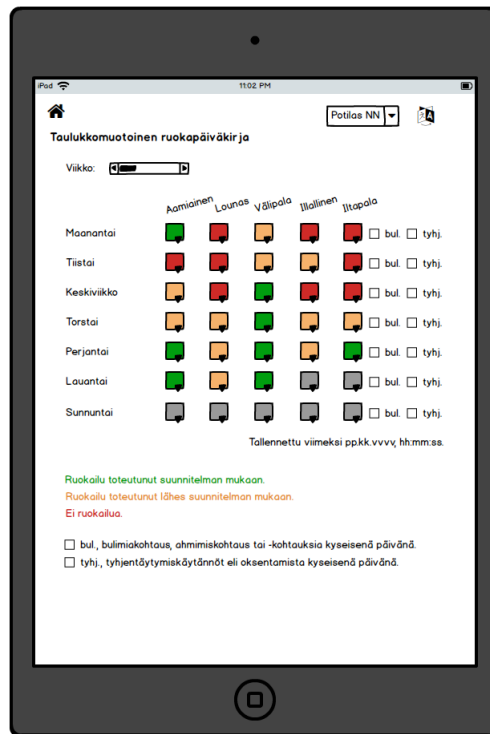 iPod 11:02 PM
Potilas NN
Taulukkomuotoinen ruokapäiväkirja
Viikko:
Aamiainen Lounas Välipala Illallinen Iltapala
Maanantai bul. tyhj.
Tiistai bul. tyhj.
Keskiviikko bul. tyhj.
Torstai bul. tyhj.
Perjantai bul. tyhj.
Lauantai bul. tyhj.
Sunnuntai bul. tyhj.
Tallennettu viimeksi pp.kk.vvvv, hh:mm:ss.
Ruokailu toteutunut suunnitelman mukaan.
Ruokailu toteutunut lähes suunnitelman mukaan.
Ei ruokailua.
bul., bulimiakohtaus, ahmimiskohtaus tai -kohtauksia kyseisenä päivänä.
tyhj., tyhjentäytymiskäytännöt eli oksentamista kyseisenä päivänä.